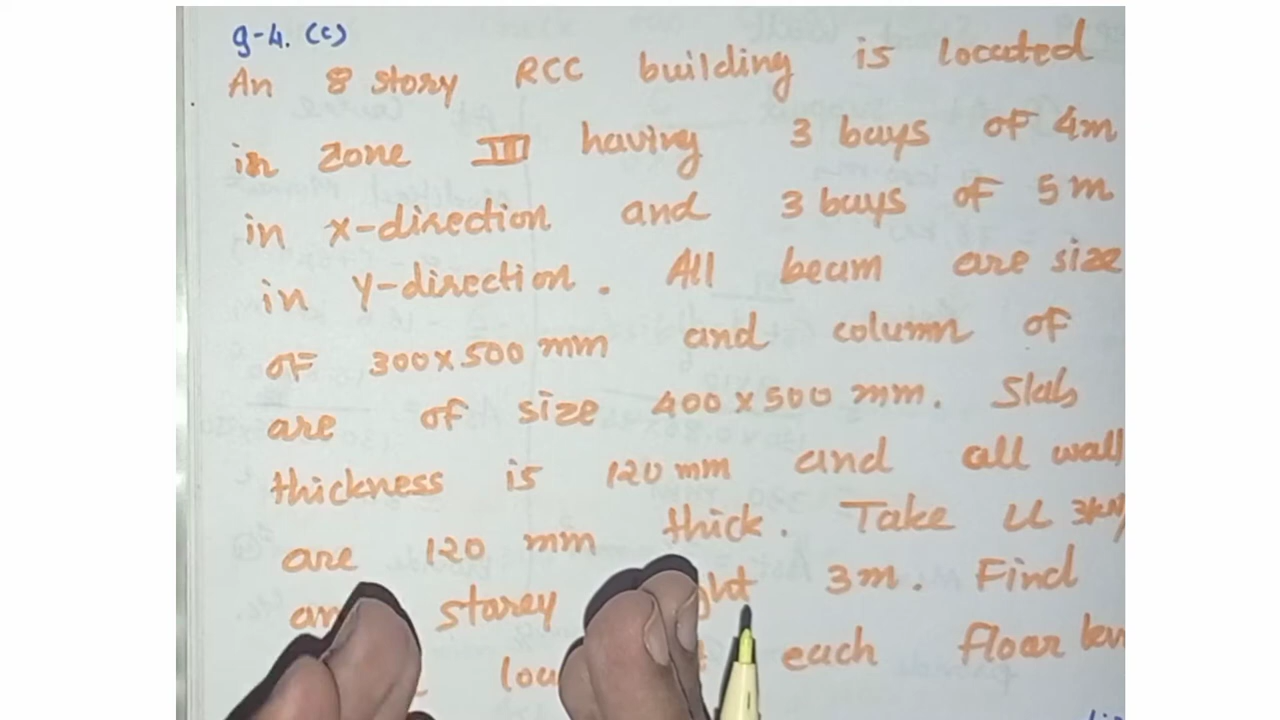 g-4. (c)
An 8 story RCC building is located
in zone III having 3 bays of 4m
in x-direction and 3 bays of 5m
in Y-direction. All beam are size
of 300x500 mm and column of
are of size 400x500 mm. Slab
thickness is 120 mm and all wall
are 120 mm thick. Take LL 3kN/
storey 3m. Find
each floor